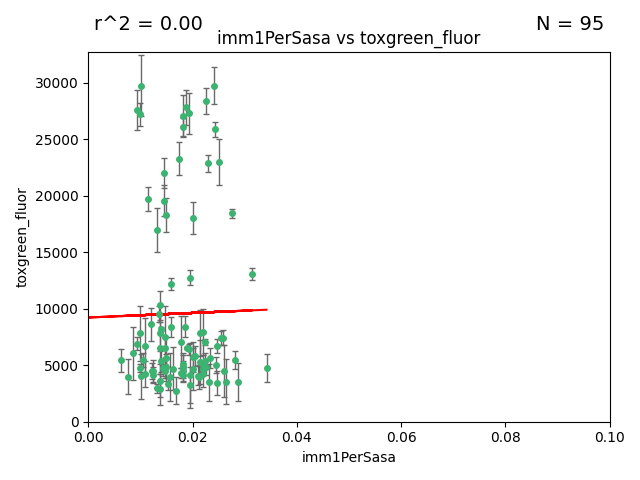 r^2 = 0.00
N = 95
imm1PerSasa vs toxgreen_fluor
30000
25000
20000
15000
10000
5000
0
toxgreen_fluor
0.00 0.02 0.04 0.06 0.08 0.10
imm1PerSasa